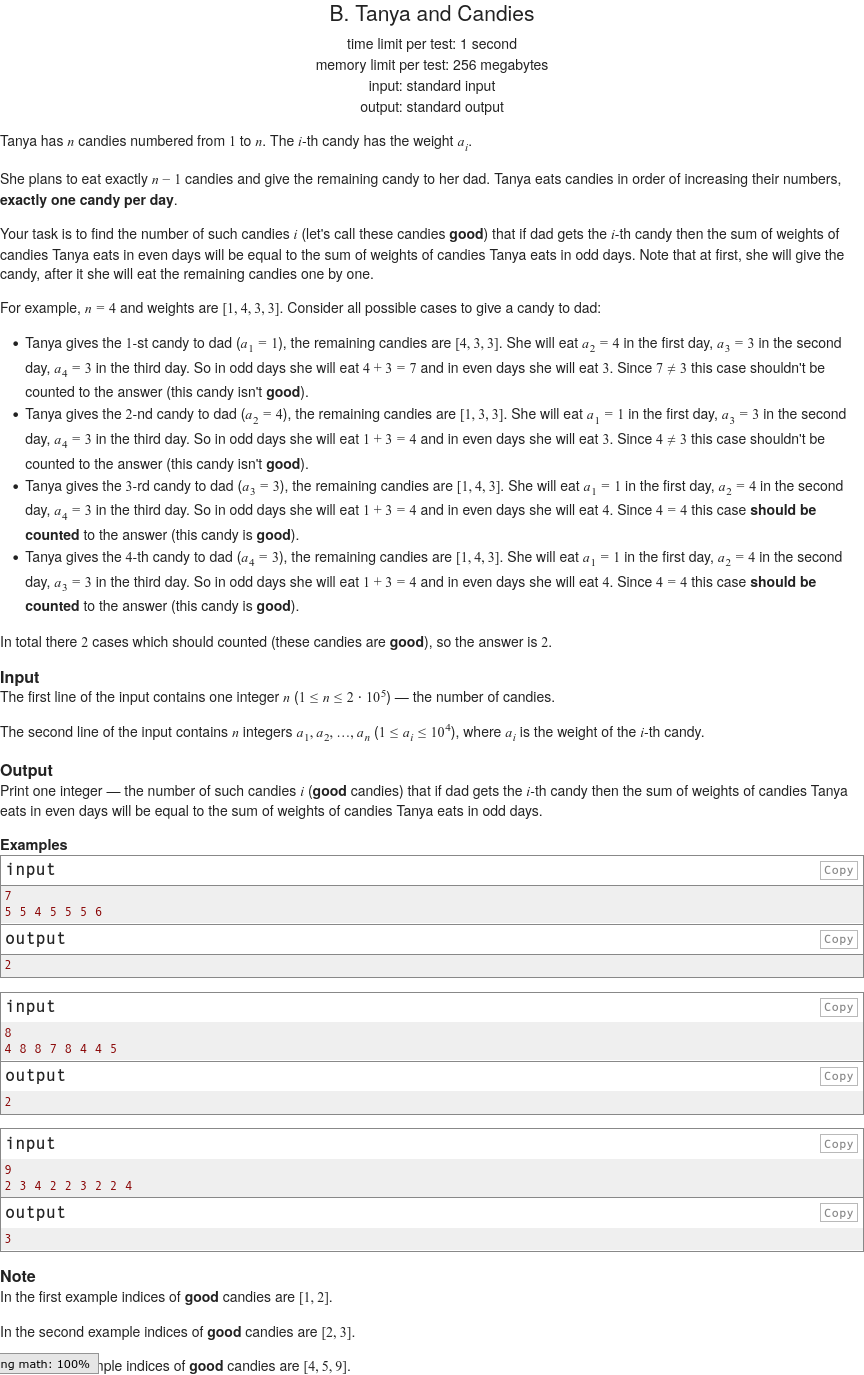 B. Tanya and Candies
time limit per test: 1 second
memory limit per test: 256 megabytes
input: standard input
output: standard output
Tanya has n candies numbered from 1 to n. The i-th candy has the weight a_i.
She plans to eat exactly n − 1 candies and give the remaining candy to her dad. Tanya eats candies in order of increasing their numbers,
exactly one candy per day.
Your task is to find the number of such candies i (let's call these candies good) that if dad gets the i-th candy then the sum of weights of
candies Tanya eats in even days will be equal to the sum of weights of candies Tanya eats in odd days. Note that at first, she will give the
candy, after it she will eat the remaining candies one by one.
For example, n = 4 and weights are [1, 4, 3, 3]. Consider all possible cases to give a candy to dad:
• Tanya gives the 1-st candy to dad (a_1 = 1), the remaining candies are [4, 3, 3]. She will eat a_2 = 4 in the first day, a_3 = 3 in the second
day, a_4 = 3 in the third day. So in odd days she will eat 4 + 3 = 7 and in even days she will eat 3. Since 7 ≠ 3 this case shouldn't be
counted to the answer (this candy isn't good).
• Tanya gives the 2-nd candy to dad (a_2 = 4), the remaining candies are [1, 3, 3]. She will eat a_1 = 1 in the first day, a_3 = 3 in the second
day, a_4 = 3 in the third day. So in odd days she will eat 1 + 3 = 4 and in even days she will eat 3. Since 4 ≠ 3 this case shouldn't be
counted to the answer (this candy isn't good).
• Tanya gives the 3-rd candy to dad (a_3 = 3), the remaining candies are [1, 4, 3]. She will eat a_1 = 1 in the first day, a_2 = 4 in the second
day, a_4 = 3 in the third day. So in odd days she will eat 1 + 3 = 4 and in even days she will eat 4. Since 4 = 4 this case should be
counted to the answer (this candy is good).
• Tanya gives the 4-th candy to dad (a_4 = 3), the remaining candies are [1, 4, 3]. She will eat a_1 = 1 in the first day, a_2 = 4 in the second
day, a_3 = 3 in the third day. So in odd days she will eat 1 + 3 = 4 and in even days she will eat 4. Since 4 = 4 this case should be
counted to the answer (this candy is good).
In total there 2 cases which should counted (these candies are good), so the answer is 2.
Input
The first line of the input contains one integer n (1 ≤ n ≤ 2 · 10^5) — the number of candies.
The second line of the input contains n integers a_1, a_2, …, a_n (1 ≤ a_i ≤ 10^4), where a_i is the weight of the i-th candy.
Output
Print one integer — the number of such candies i (good candies) that if dad gets the i-th candy then the sum of weights of candies Tanya
eats in even days will be equal to the sum of weights of candies Tanya eats in odd days.
Examples
input Copy
7
5 5 4 5 5 5 6
output Copy
2
input Copy
8
4 8 8 7 8 4 4 5
output Copy
2
input Copy
9
2 3 4 2 2 3 2 2 4
output Copy
3
Note
In the first example indices of good candies are [1, 2].
In the second example indices of good candies are [2, 3].
ng math: 100% mple indices of good candies are [4, 5, 9].